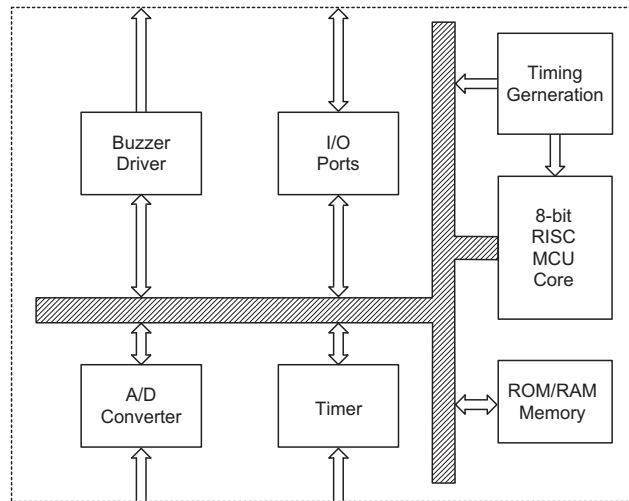 Timing
Gerneration
Buzzer
Driver
I/O
Ports
8-bit
RISC
MCU
Core
A/D
Converter
Timer
ROM/RAM
Memory